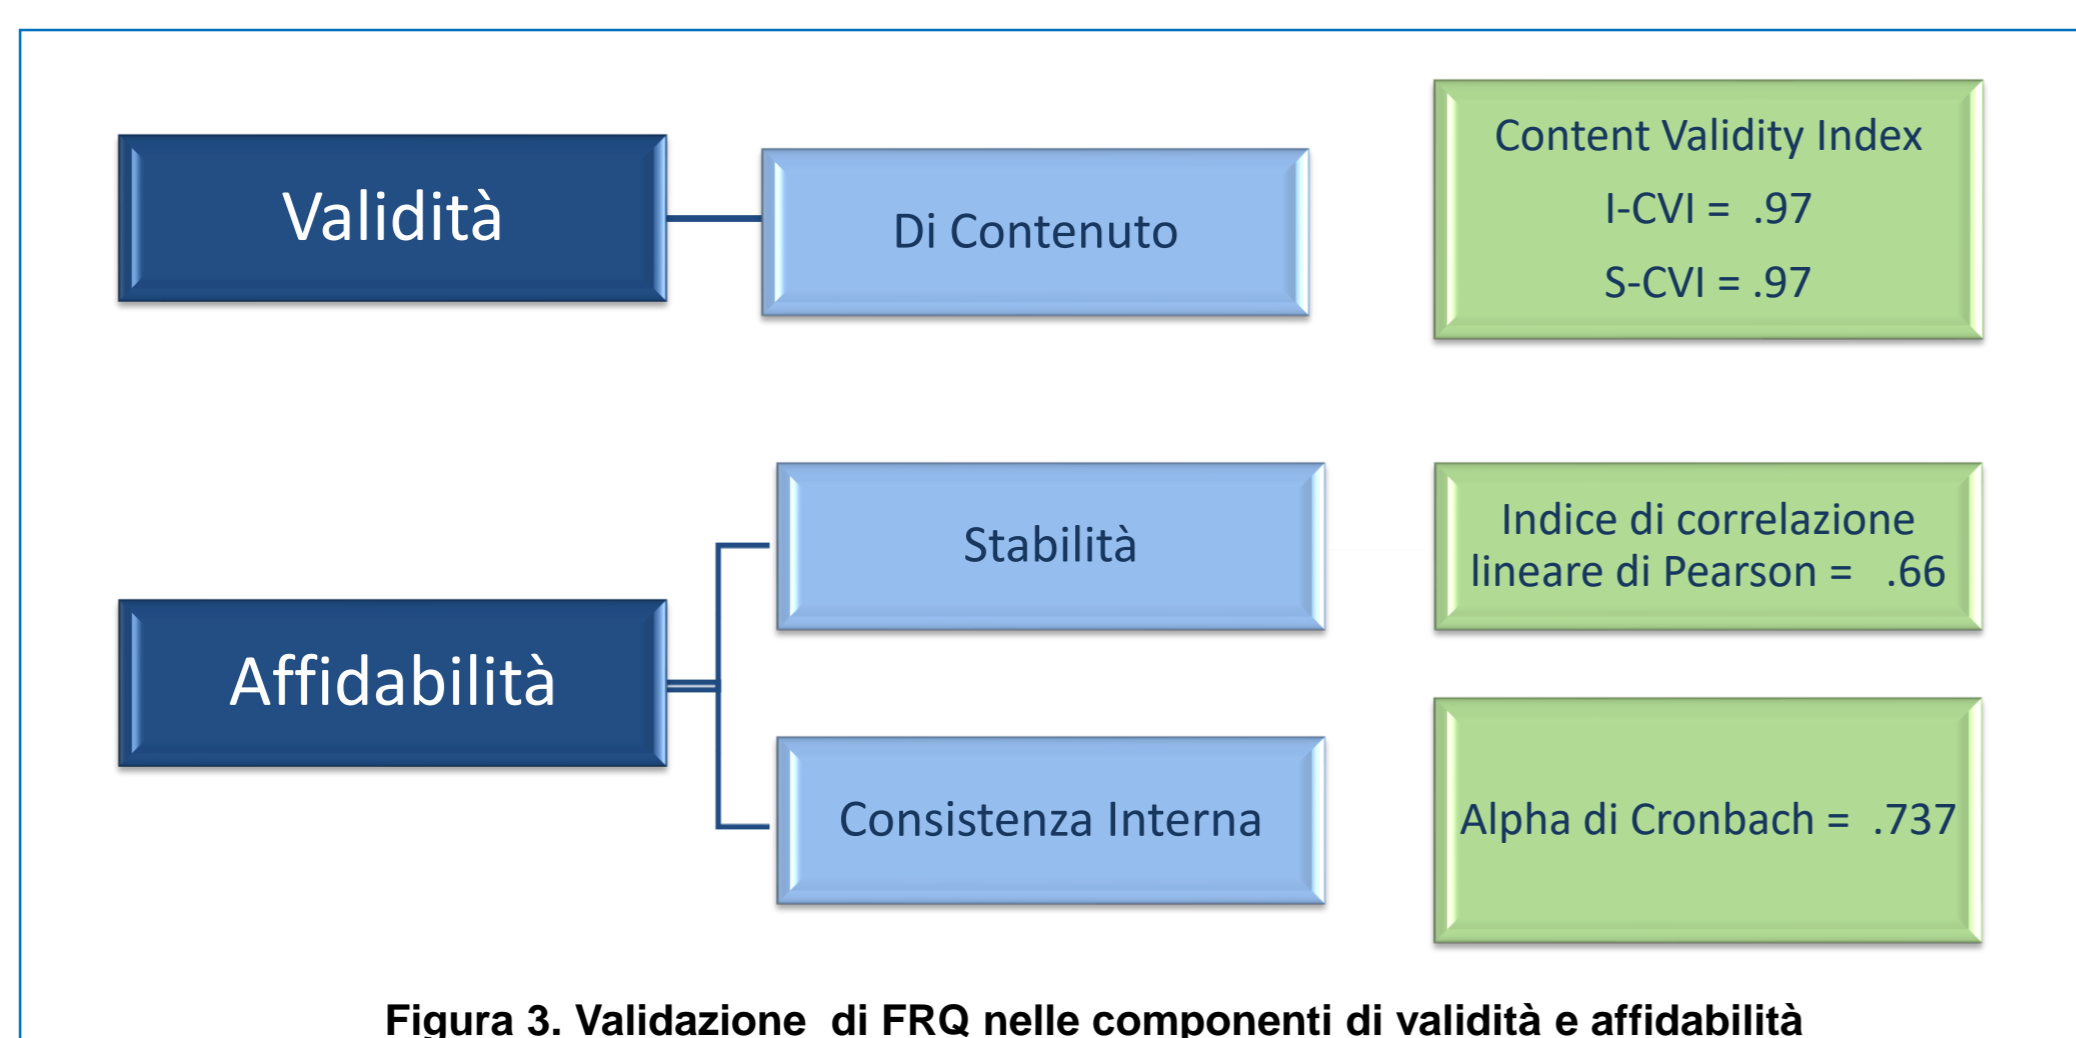 Validità
Di Contenuto
Content Validity Index
I-CVI = .97
S-CVI = .97
Affidabilità
Stabilità
Indice di correlazione
lineare di Pearson = .66
Consistenza Interna
Alpha di Cronbach = .737
Figura 3. Validazione di FRQ nelle componenti di validità e affidabilità